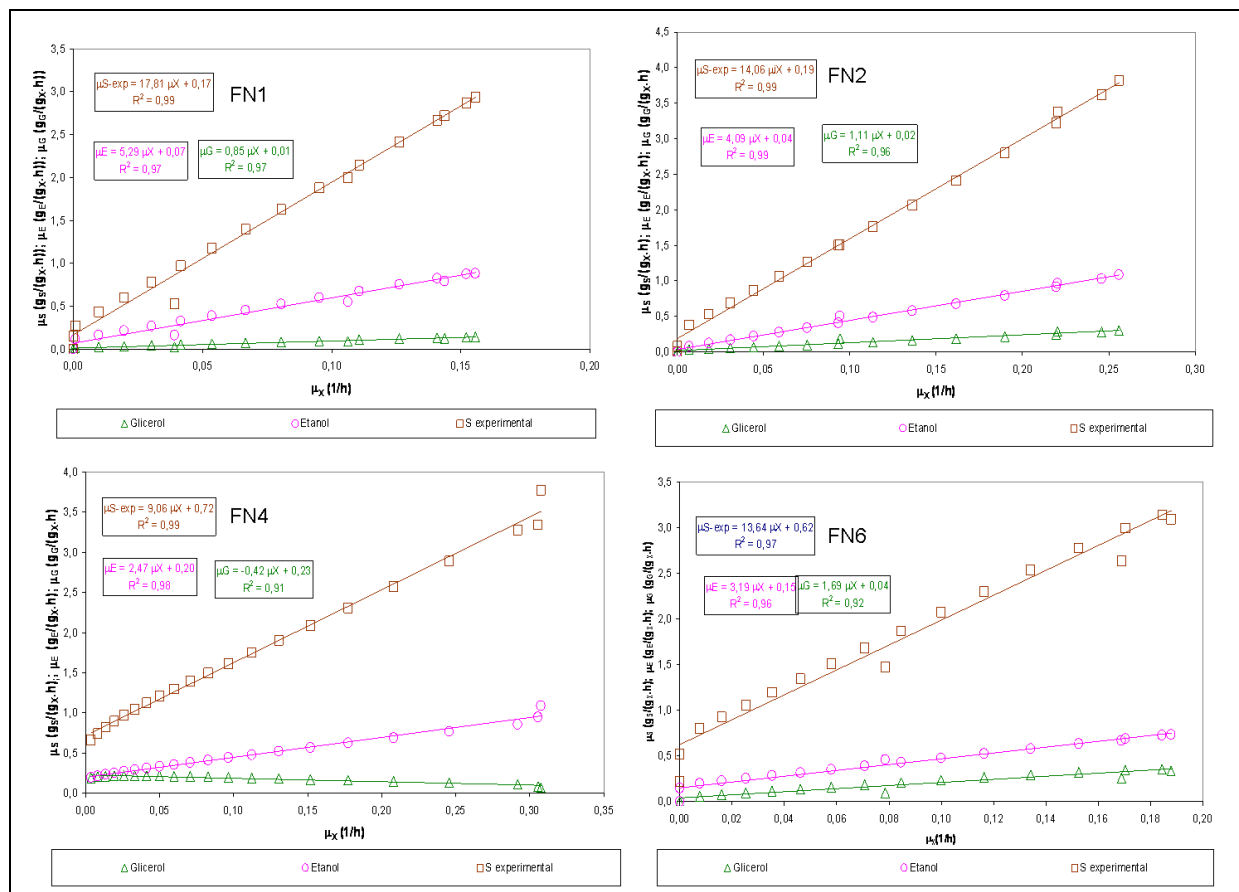 3,5
3,0
2,5
2,0
1,5
1,0
0,5
0,0
0,00 0,05 0,10 0,15 0,20
μS (gS/(gX.h)); μE (gE/(gX.h)); μG (gG/(gX.h))
μX (1/h)
μS-exp = 17,81 μX + 0,17
R² = 0,99
FN1
μE = 5,29 μX + 0,07
R² = 0,97
μG = 0,85 μX + 0,01
R² = 0,97
Glicerol Etanol S experimental
5,0
4,5
4,0
3,5
3,0
2,5
2,0
1,5
1,0
0,5
0,0
0,00 0,05 0,10 0,15 0,20 0,25 0,30
μS (gS/(gX.h)); μE (gE/(gX.h)); μG (gG/(gX.h))
μX (1/h)
μS-exp = 14,06 μX + 0,19
R² = 0,99
FN2
μE = 4,09 μX + 0,04
R² = 0,99
μG = 1,11 μX + 0,02
R² = 0,96
Glicerol Etanol S experimental
4,0
3,5
3,0
2,5
2,0
1,5
1,0
0,5
0,0
0,00 0,05 0,10 0,15 0,20 0,25 0,30 0,35
μS (gS/(gX.h); μE (gE/(gX.h); μG (gG/(gX.h)
μX (1/h)
μS-exp = 9,06 μX + 0,72
R² = 0,99
FN4
μE = 2,47 μX + 0,20
R² = 0,98
μG = -0,42 μX + 0,23
R² = 0,91
Glicerol Etanol S experimental
3,5
3,0
2,5
2,0
1,5
1,0
0,5
0,0
0,00 0,02 0,04 0,06 0,08 0,10 0,12 0,14 0,16 0,18 0,20
μS (gS/(gX.h); μE (gE/(gX.h); μG (gG/(gX.h)
μX(1/h)
μS-exp = 13,64 μX + 0,62
R² = 0,97
FN6
μE = 3,19 μX + 0,15
R² = 0,96
μG = 1,69 μX + 0,04
R² = 0,92
Glicerol Etanol S experimental